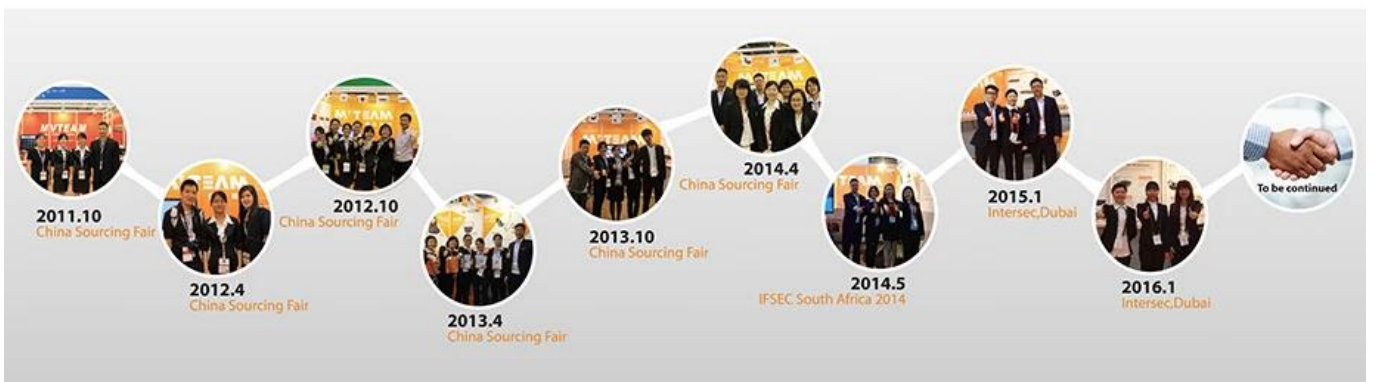 MVTEAM
2011.10
China Sourcing Fair
2012.4
China Sourcing Fair
MVTEAM
2012.10
China Sourcing Fair
2013.4
China Sourcing Fair
2013.10
China Sourcing Fair
2014.4
China Sourcing Fair
2014.5
IFSEC South Africa 2014
2015.1
Intersec,Dubai
2016.1
Intersec,Dubai
To be continued